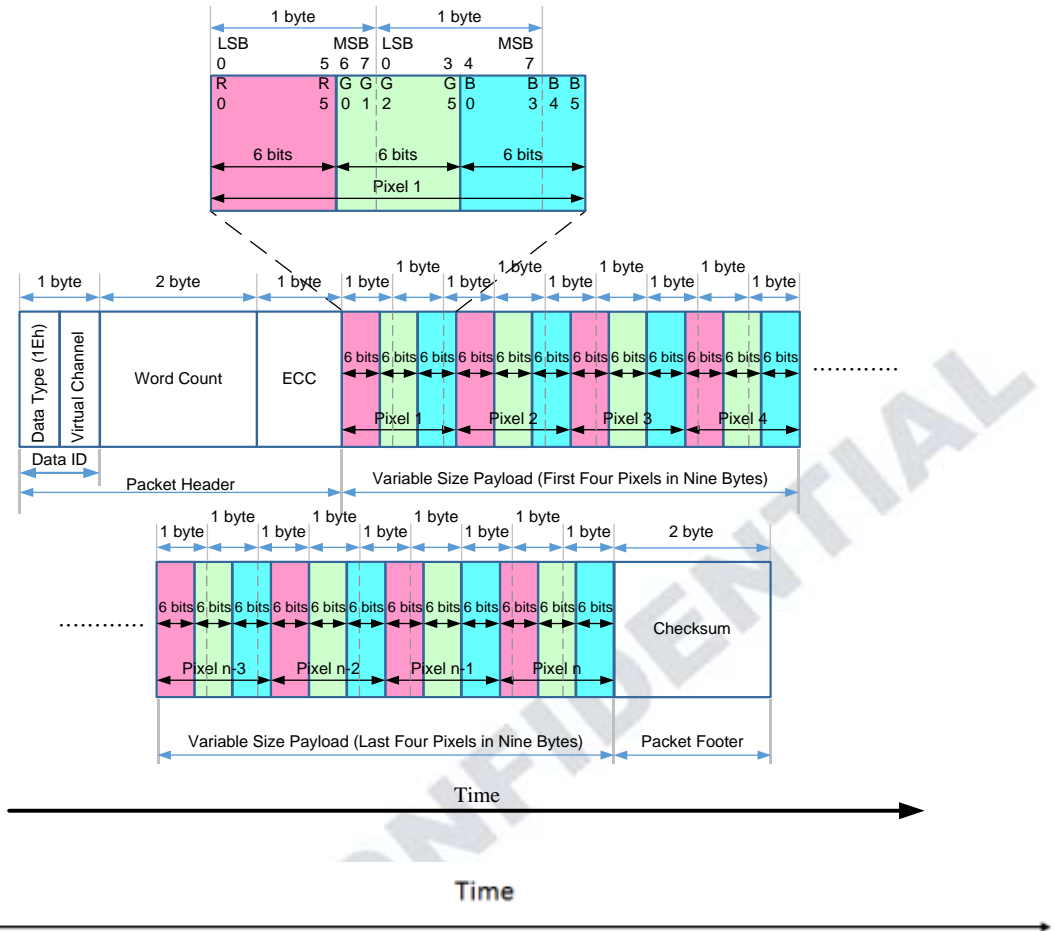 1 byte 1 byte
LSB MSB LSB MSB
0 5 6 7 0 3 4 7
R R G G G G B B B B
0 5 0 1 2 5 0 3 4 5
6 bits 6 bits 6 bits
Pixel 1
1 byte 1 byte 1 byte 1 byte
1 byte 2 byte 1 byte 1 byte 1 byte 1 byte 1 byte 1 byte
Data Type (1Eh)
Virtual Channel
Word Count
ECC
6 bits 6 bits 6 bits 6 bits 6 bits 6 bits 6 bits 6 bits 6 bits 6 bits 6 bits 6 bits
Pixel 1 Pixel 2 Pixel 3 Pixel 4
Data ID
Packet Header
Variable Size Payload (First Four Pixels in Nine Bytes)
1 byte 1 byte 1 byte 1 byte
1 byte 1 byte 1 byte 1 byte 1 byte 2 byte
6 bits 6 bits 6 bits 6 bits 6 bits 6 bits 6 bits 6 bits 6 bits 6 bits 6 bits 6 bits
Checksum
Pixel n-3 Pixel n-2 Pixel n-1 Pixel n
Variable Size Payload (Last Four Pixels in Nine Bytes) Packet Footer
Time
Time
ONFIDENTIAL